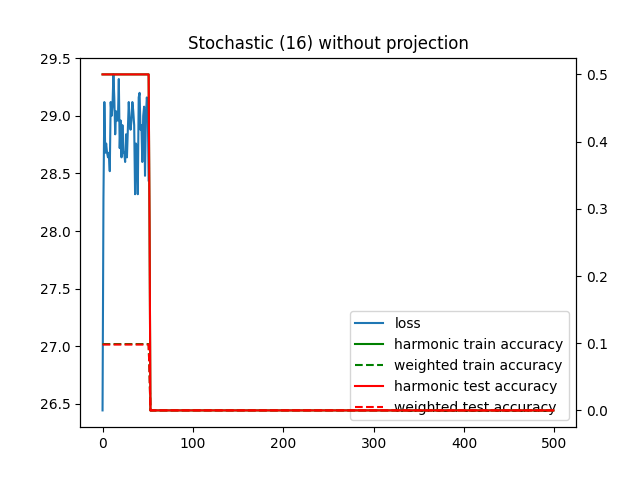 Stochastic (16) without projection
29.5
29.0
28.5
28.0
27.5
27.0
26.5
0.5
0.4
0.3
0.2
0.1
0.0
loss
harmonic train accuracy
weighted train accuracy
harmonic test accuracy
weighted test accuracy
0 100 200 300 400 500